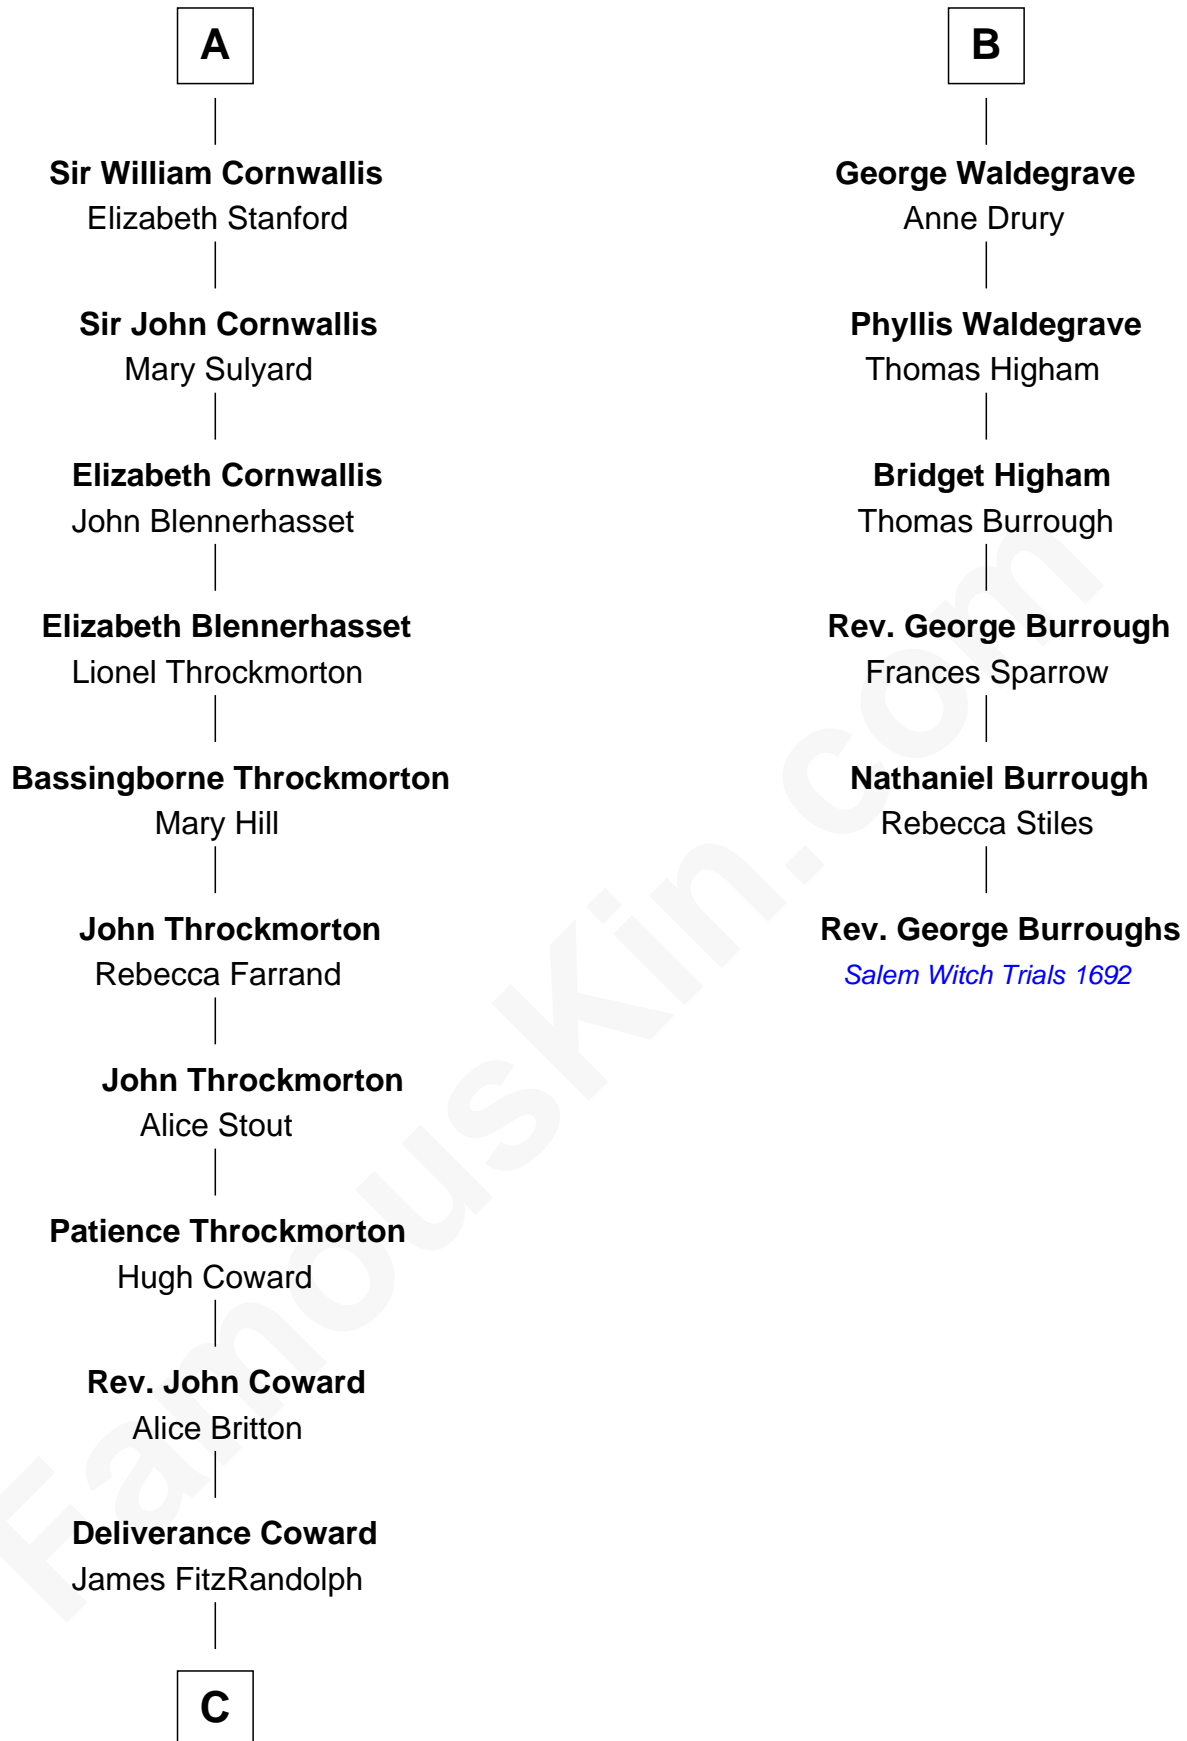 A
Sir William Cornwallis
Elizabeth Stanford
Sir John Cornwallis
Mary Sulyard
Elizabeth Cornwallis
John Blennerhasset
Elizabeth Blennerhasset
Lionel Throckmorton
Bassingborne Throckmorton
Mary Hill
John Throckmorton
Rebecca Farrand
John Throckmorton
Alice Stout
Patience Throckmorton
Hugh Coward
Rev. John Coward
Alice Britton
Deliverance Coward
James FitzRandolph
C
B
George Waldegrave
Anne Drury
Phyllis Waldegrave
Thomas Higham
Bridget Higham
Thomas Burrough
Rev. George Burrough
Frances Sparrow
Nathaniel Burrough
Rebecca Stiles
Rev. George Burroughs
Salem Witch Trials 1692
FamousKin.com